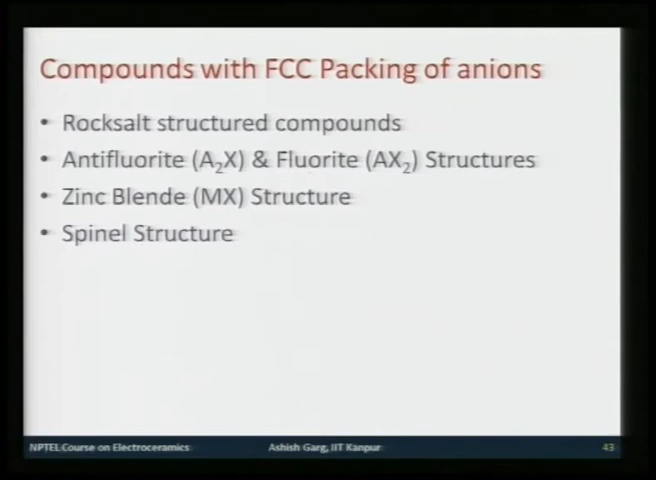 Compounds with FCC Packing of anions
• Rocksalt structured compounds
• Antifluorite (A₂X) & Fluorite (AX₂) Structures
• Zinc Blende (MX) Structure
• Spinel Structure
NPTEL Course on Electroceramics Ashish Garg, IIT Kanpur 43